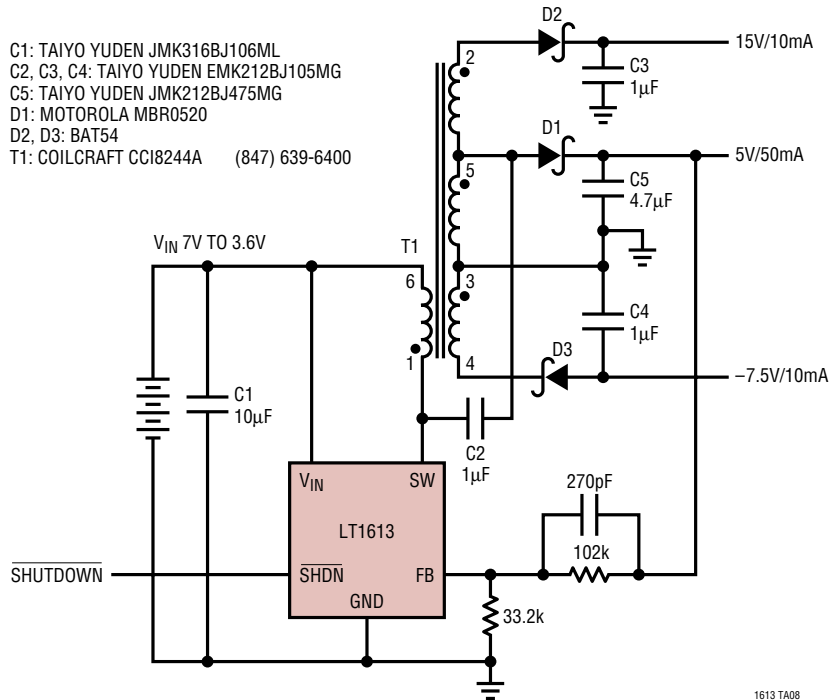 C1: TAIYO YUDEN JMK316BJ106ML
C2, C3, C4: TAIYO YUDEN EMK212BJ105MG
C5: TAIYO YUDEN JMK212BJ475MG
D1: MOTOROLA MBR0520
D2, D3: BAT54
T1: COILCRAFT CCI8244A (847) 639-6400
D2
15V/10mA
2
C3
1µF
D1
5V/50mA
5
C5
4.7µF
VIN 7V TO 3.6V
T1
6
3
C4
1µF
1
4
D3
–7.5V/10mA
C1
10µF
C2
1µF
VIN
SW
270pF
LT1613
102k
SHUTDOWN
SHDN
FB
GND
33.2k
1613 TA08